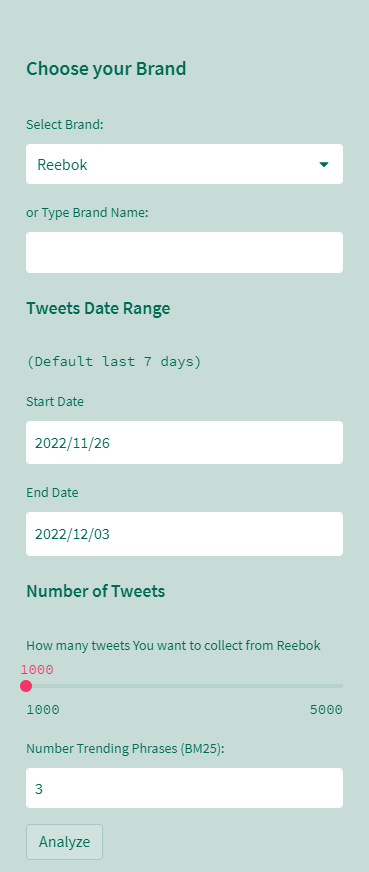 Choose your Brand
Select Brand:
Reebok
or Type Brand Name:
Tweets Date Range
(Default last 7 days)
Start Date
2022/11/26
End Date
2022/12/03
Number of Tweets
How many tweets You want to collect from Reebok
1000
1000 5000
Number Trending Phrases (BM25):
3
Analyze